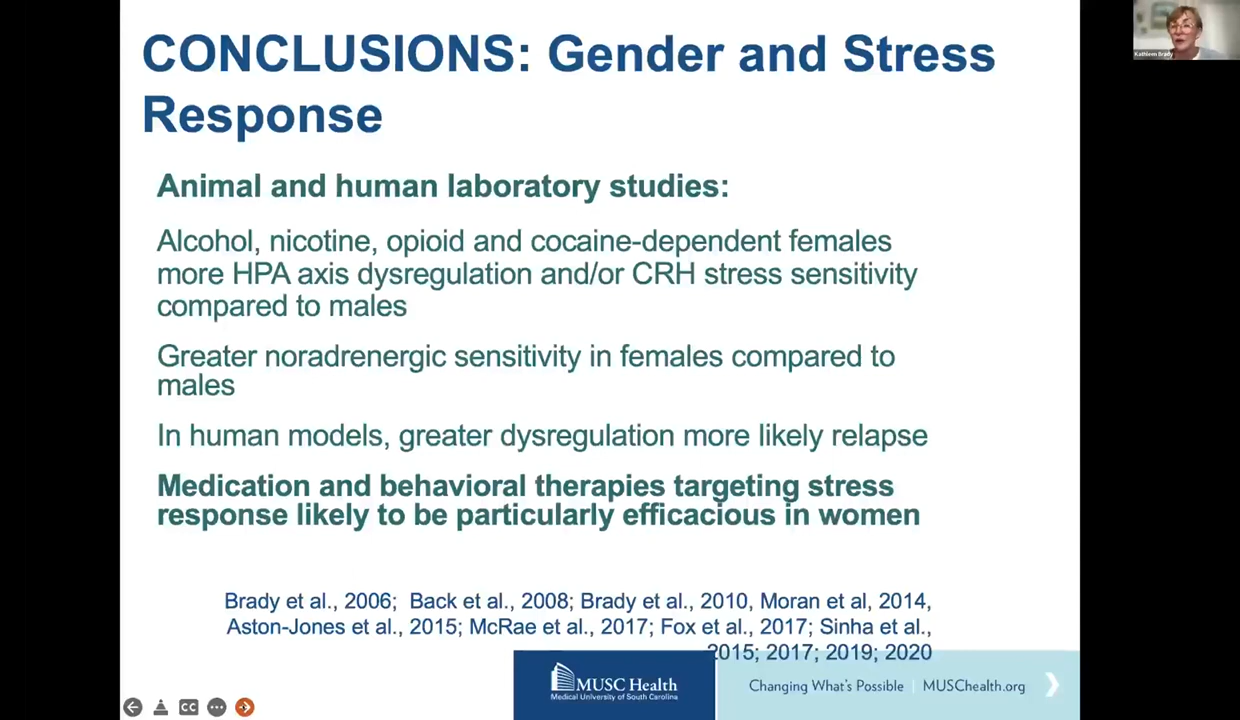 CONCLUSIONS: Gender and Stress
Response
Kathleen Brady
Animal and human laboratory studies:
Alcohol, nicotine, opioid and cocaine-dependent females
more HPA axis dysregulation and/or CRH stress sensitivity
compared to males
Greater noradrenergic sensitivity in females compared to
males
In human models, greater dysregulation more likely relapse
Medication and behavioral therapies targeting stress
response likely to be particularly efficacious in women
Brady et al., 2006; Back et al., 2008; Brady et al., 2010, Moran et al, 2014,
Aston-Jones et al., 2015; McRae et al., 2017; Fox et al., 2017; Sinha et al.,
2015; 2017; 2019; 2020
MUSC Health
Medical University of South Carolina
Changing What's Possible | MUSChealth.org
CC